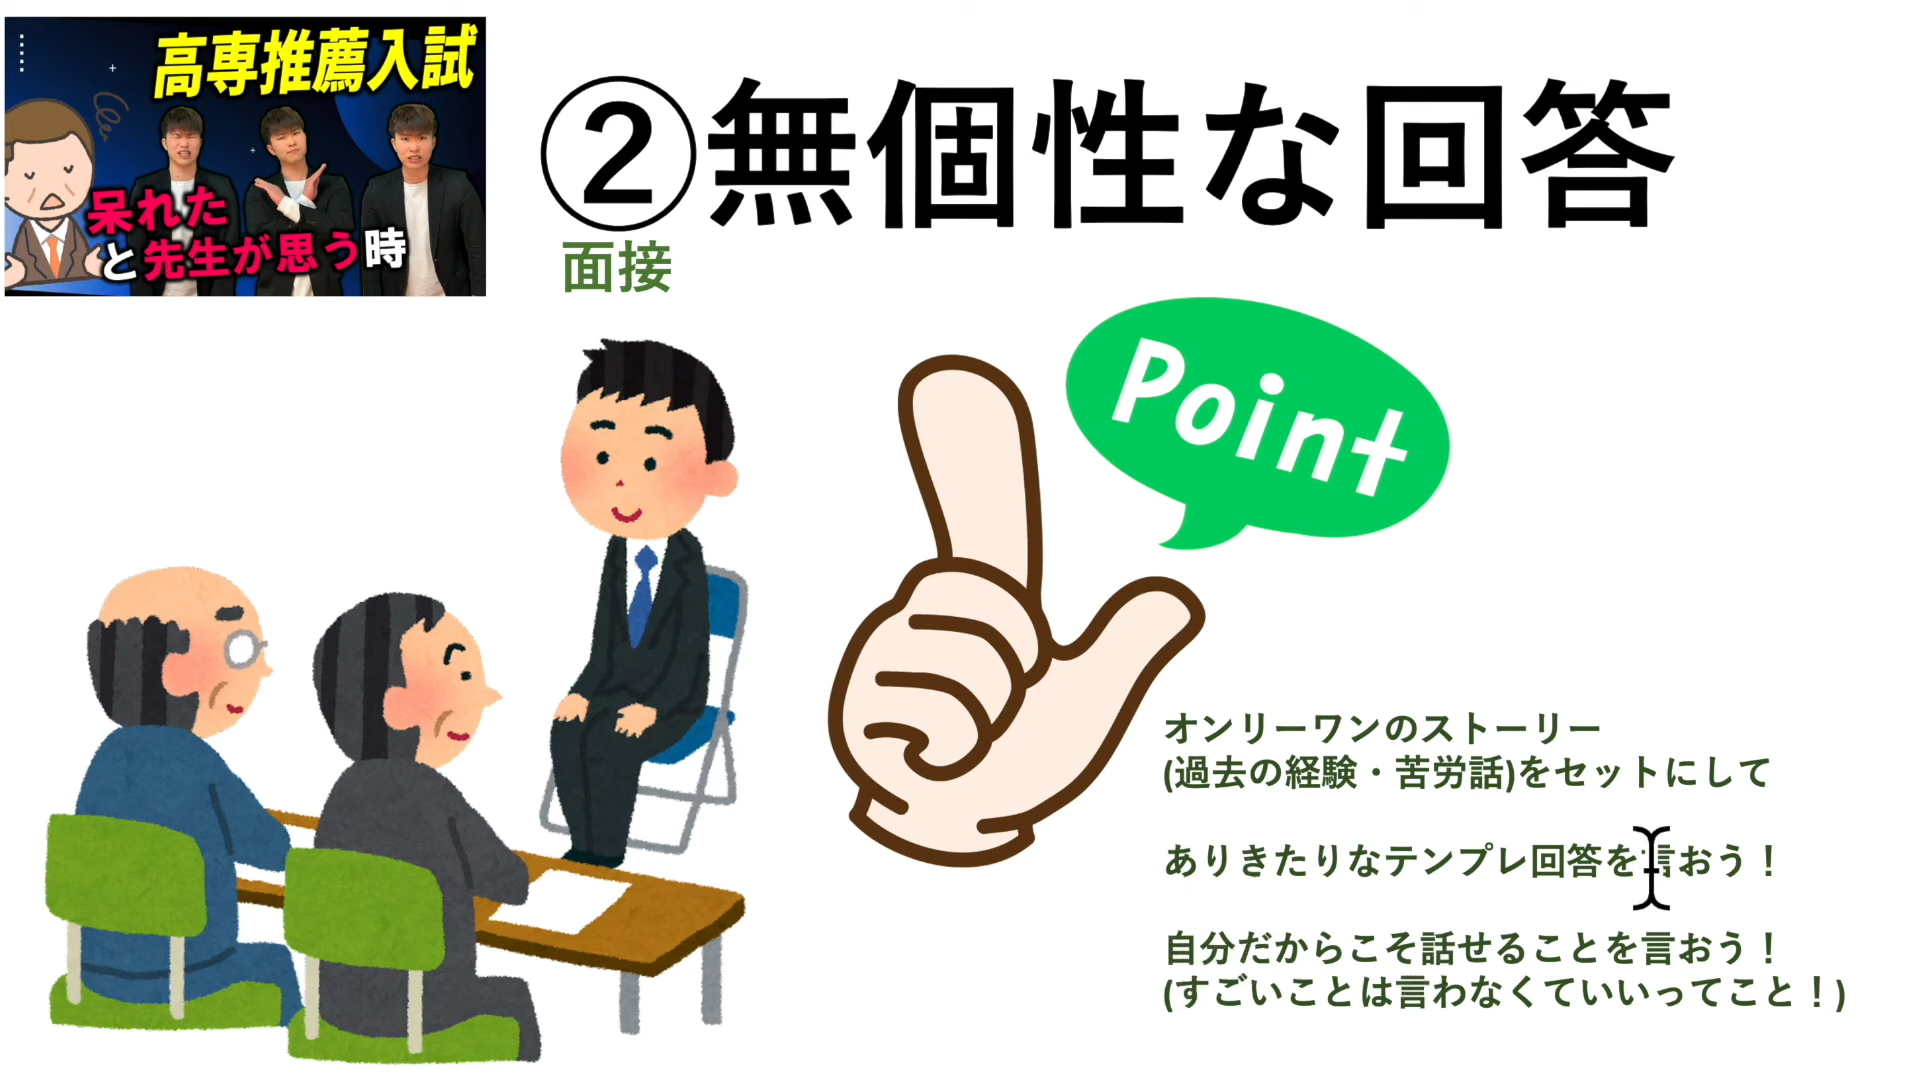 高専推薦入試
呆れた
と先生が思う時
②無個性な回答
面接
Point
オンリーワンのストーリー
(過去の経験・苦労話)をセットにして
ありきたりなテンプレ回答を言おう！
自分だからこそ話せることを言おう！
(すごいことは言わなくていいってこと！)